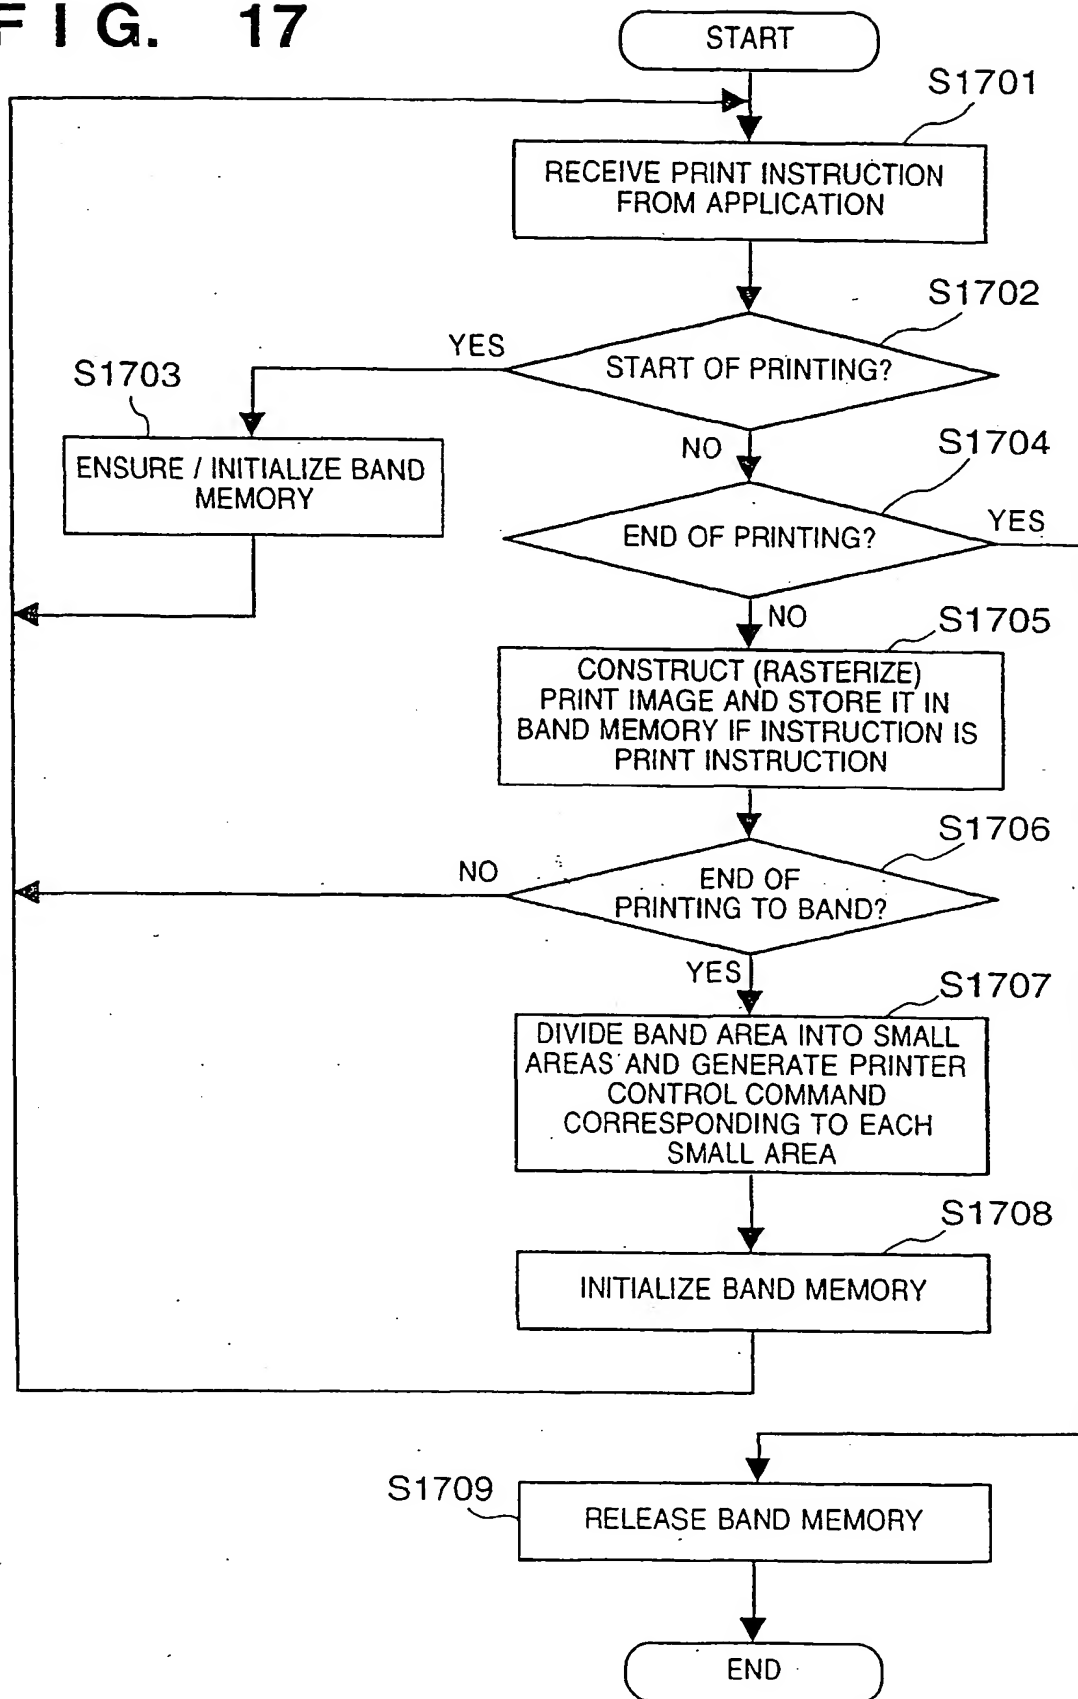 FIG. 17
START
S1701
RECEIVE PRINT INSTRUCTION
FROM APPLICATION
S1702
START OF PRINTING?
YES
S1703
ENSURE / INITIALIZE BAND
MEMORY
NO
S1704
END OF PRINTING?
YES
NO
S1705
CONSTRUCT (RASTERIZE)
PRINT IMAGE AND STORE IT IN
BAND MEMORY IF INSTRUCTION IS
PRINT INSTRUCTION
S1706
NO
END OF
PRINTING TO BAND?
YES
S1707
DIVIDE BAND AREA INTO SMALL
AREAS AND GENERATE PRINTER
CONTROL COMMAND
CORRESPONDING TO EACH
SMALL AREA
S1708
INITIALIZE BAND MEMORY
S1709
RELEASE BAND MEMORY
END